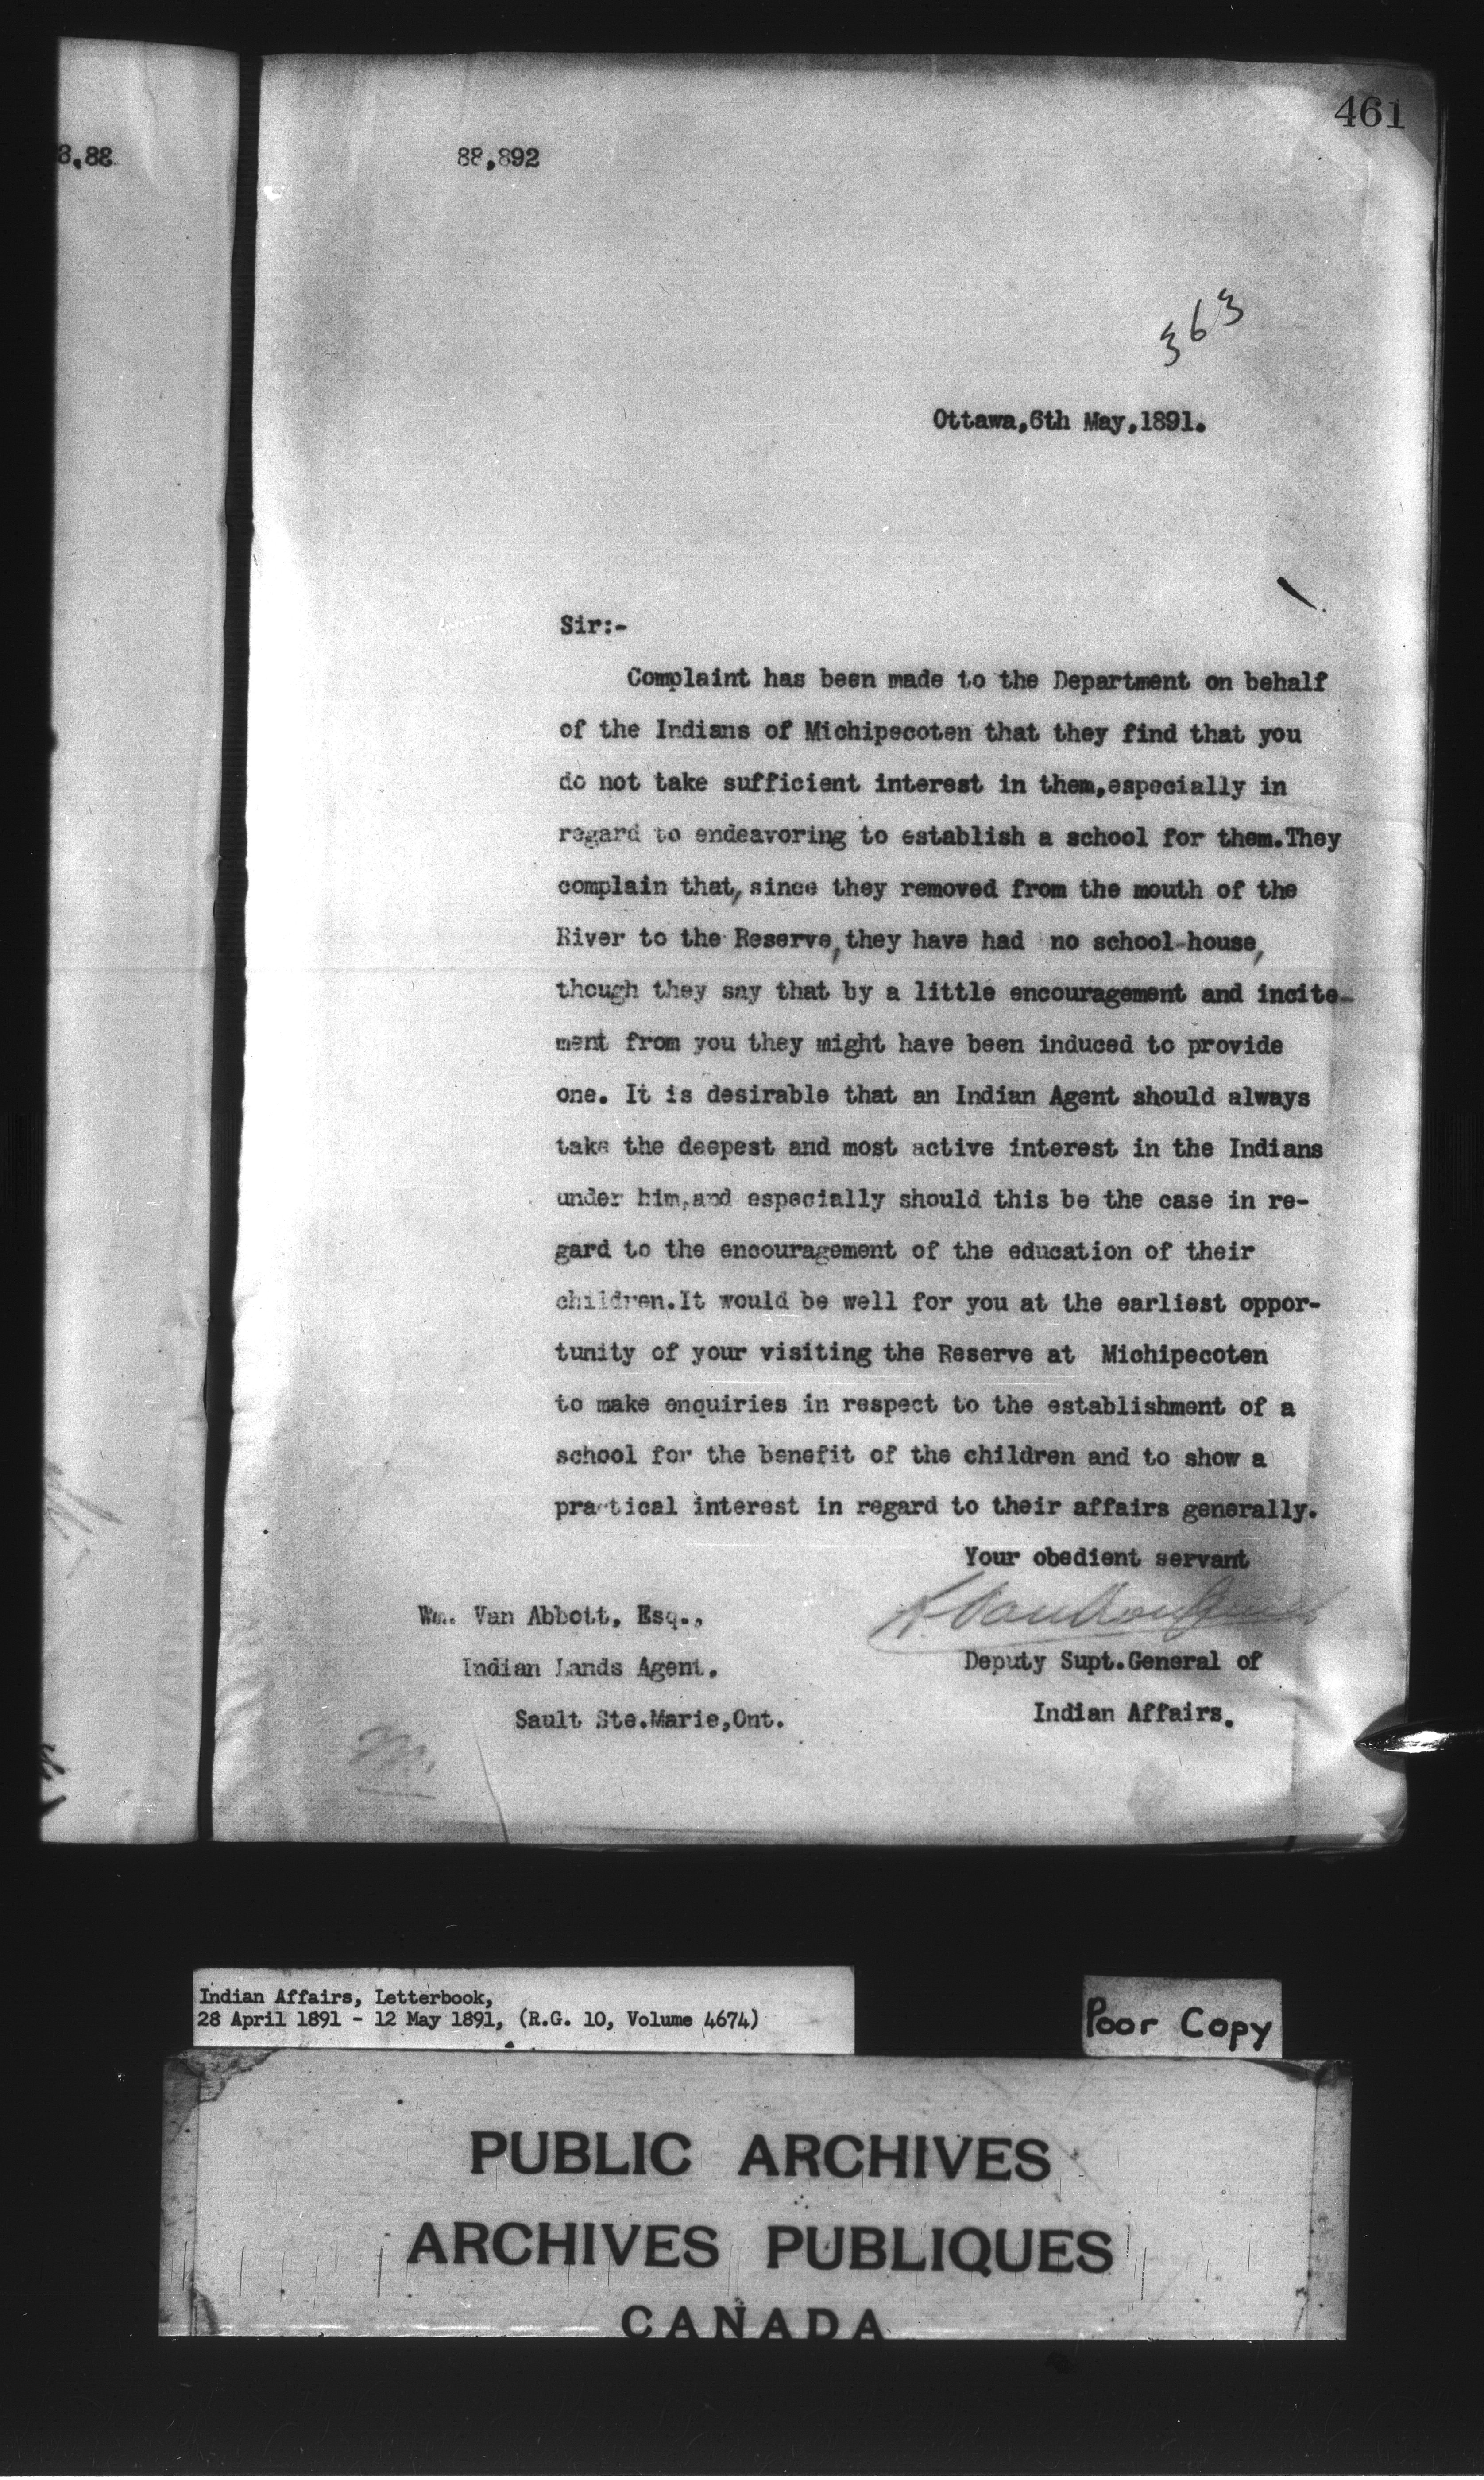 461
8,88
88,892
363
Ottawa,6th May,1891.
Sir:-
Complaint has been made to the Department on behalf
of the Indians of Michipecoten that they find that you
do not take sufficient interest in them,especially in
regard to endeavoring to establish a school for them.They
complain that, since they removed from the mouth of the
River to the Reserve, they have had no school-house,
though they say that by a little encouragement and incite-
ment from you they might have been induced to provide
one. It is desirable that an Indian Agent should always
take the deepest and most active interest in the Indians
under him,and especially should this be the case in re-
gard to the encouragement of the education of their
children.It would be well for you at the earliest oppor-
tunity of your visiting the Reserve at Michipecoten
to make enquiries in respect to the establishment of a
school for the benefit of the children and to show a
practical interest in regard to their affairs generally.
Your obedient servant
Wm. Van Abbott, Esq.,
Indian Lands Agent.
Sault Ste.Marie,Ont.
Deputy Supt.General of
Indian Affairs.
Indian Affairs, Letterbook,
28 April 1891 - 12 May 1891, (R.G. 10, Volume 4674)
Poor Copy
PUBLIC ARCHIVES
ARCHIVES PUBLIQUES
CANADA